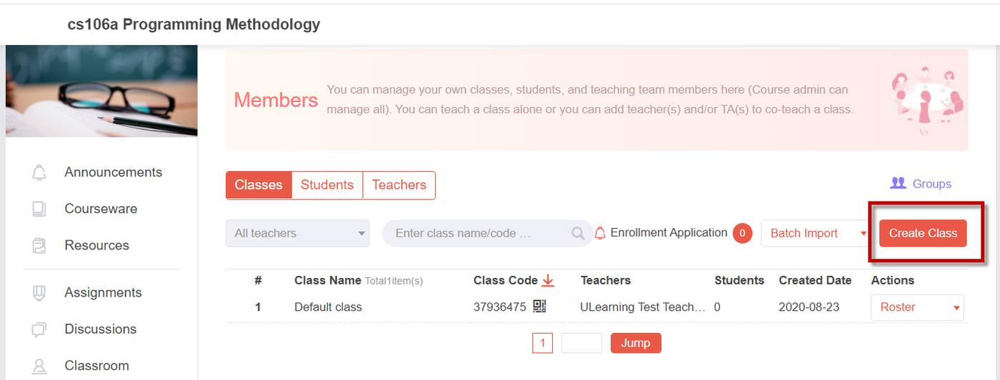 cs106a Programming Methodology
Members
You can manage your own classes, students, and teaching team members here (Course admin can
manage all). You can teach a class alone or you can add teacher(s) and/or TA(s) to co-teach a class.
Announcements
Courseware
Resources
Assignments
Discussions
Classroom
Classes Students Teachers
Groups
All teachers Enter class name/code ... Enrollment Application 0 Batch Import Create Class
# Class Name Total1item(s) Class Code Teachers Students Created Date Actions
1 Default class 37936475 ULearning Test Teach... 0 2020-08-23 Roster
1 Jump